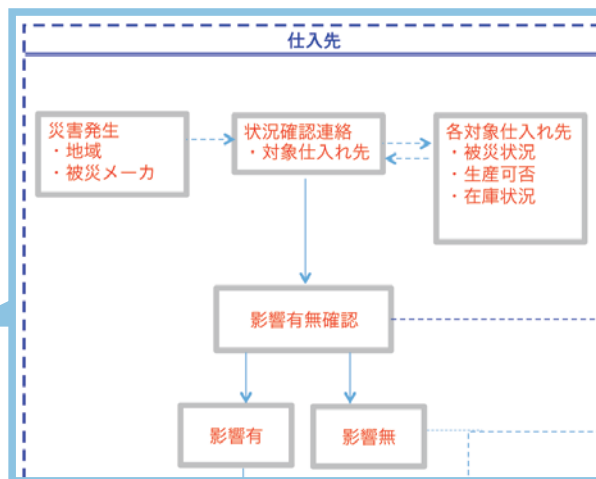 仕入先
災害発生
・地域
・被災メーカ
状況確認連絡
・対象仕入れ先
各対象仕入れ先
・被災状況
・生産可否
・在庫状況
影響有無確認
影響有
影響無